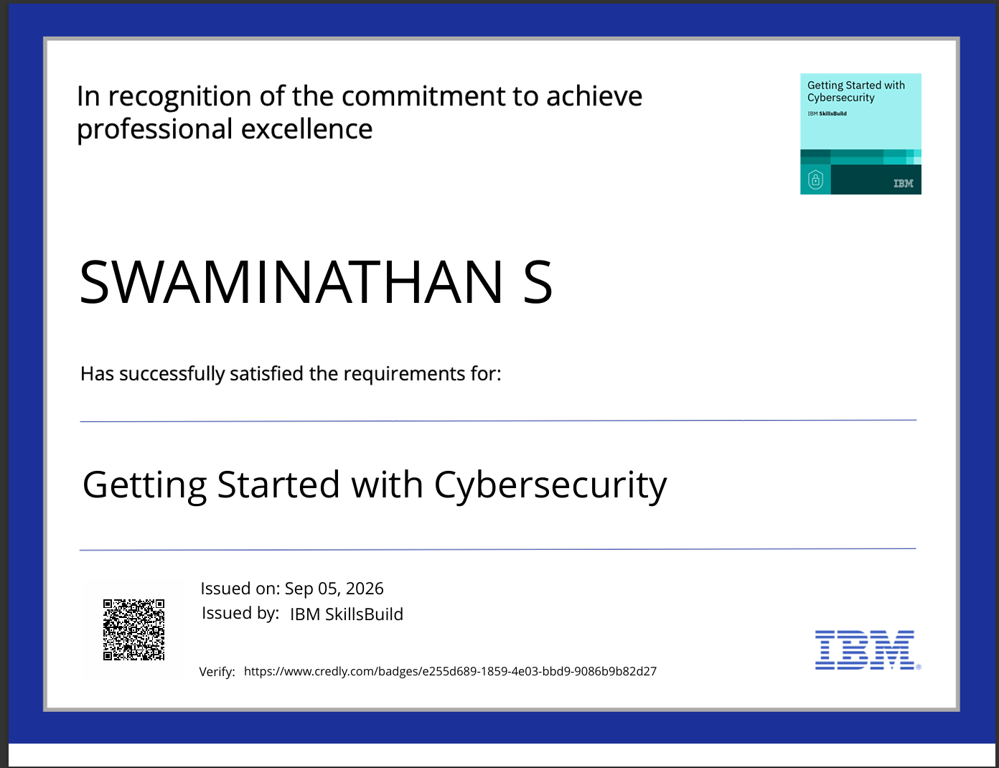 In recognition of the commitment to achieve
professional excellence
Getting Started with
Cybersecurity
IBM SkillsBuild
IBM
SWAMINATHAN S
Has successfully satisfied the requirements for:
Getting Started with Cybersecurity
Issued on: Sep 05, 2026
Issued by: IBM SkillsBuild
Verify: https://www.credly.com/badges/e255d689-1859-4e03-bbd9-9086b9b82d27
IBM®